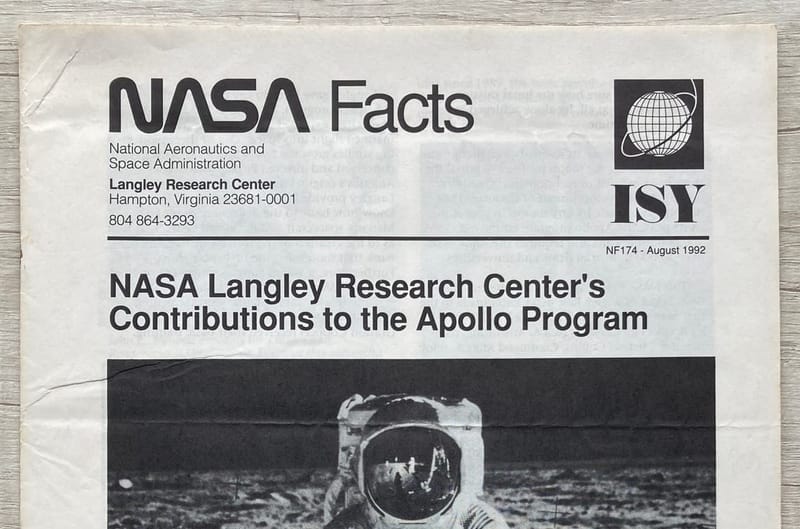 NASA Facts
National Aeronautics and
Space Administration
Langley Research Center
Hampton, Virginia 23681-0001
804 864-3293
ISY
NF174 - August 1992
NASA Langley Research Center's
Contributions to the Apollo Program